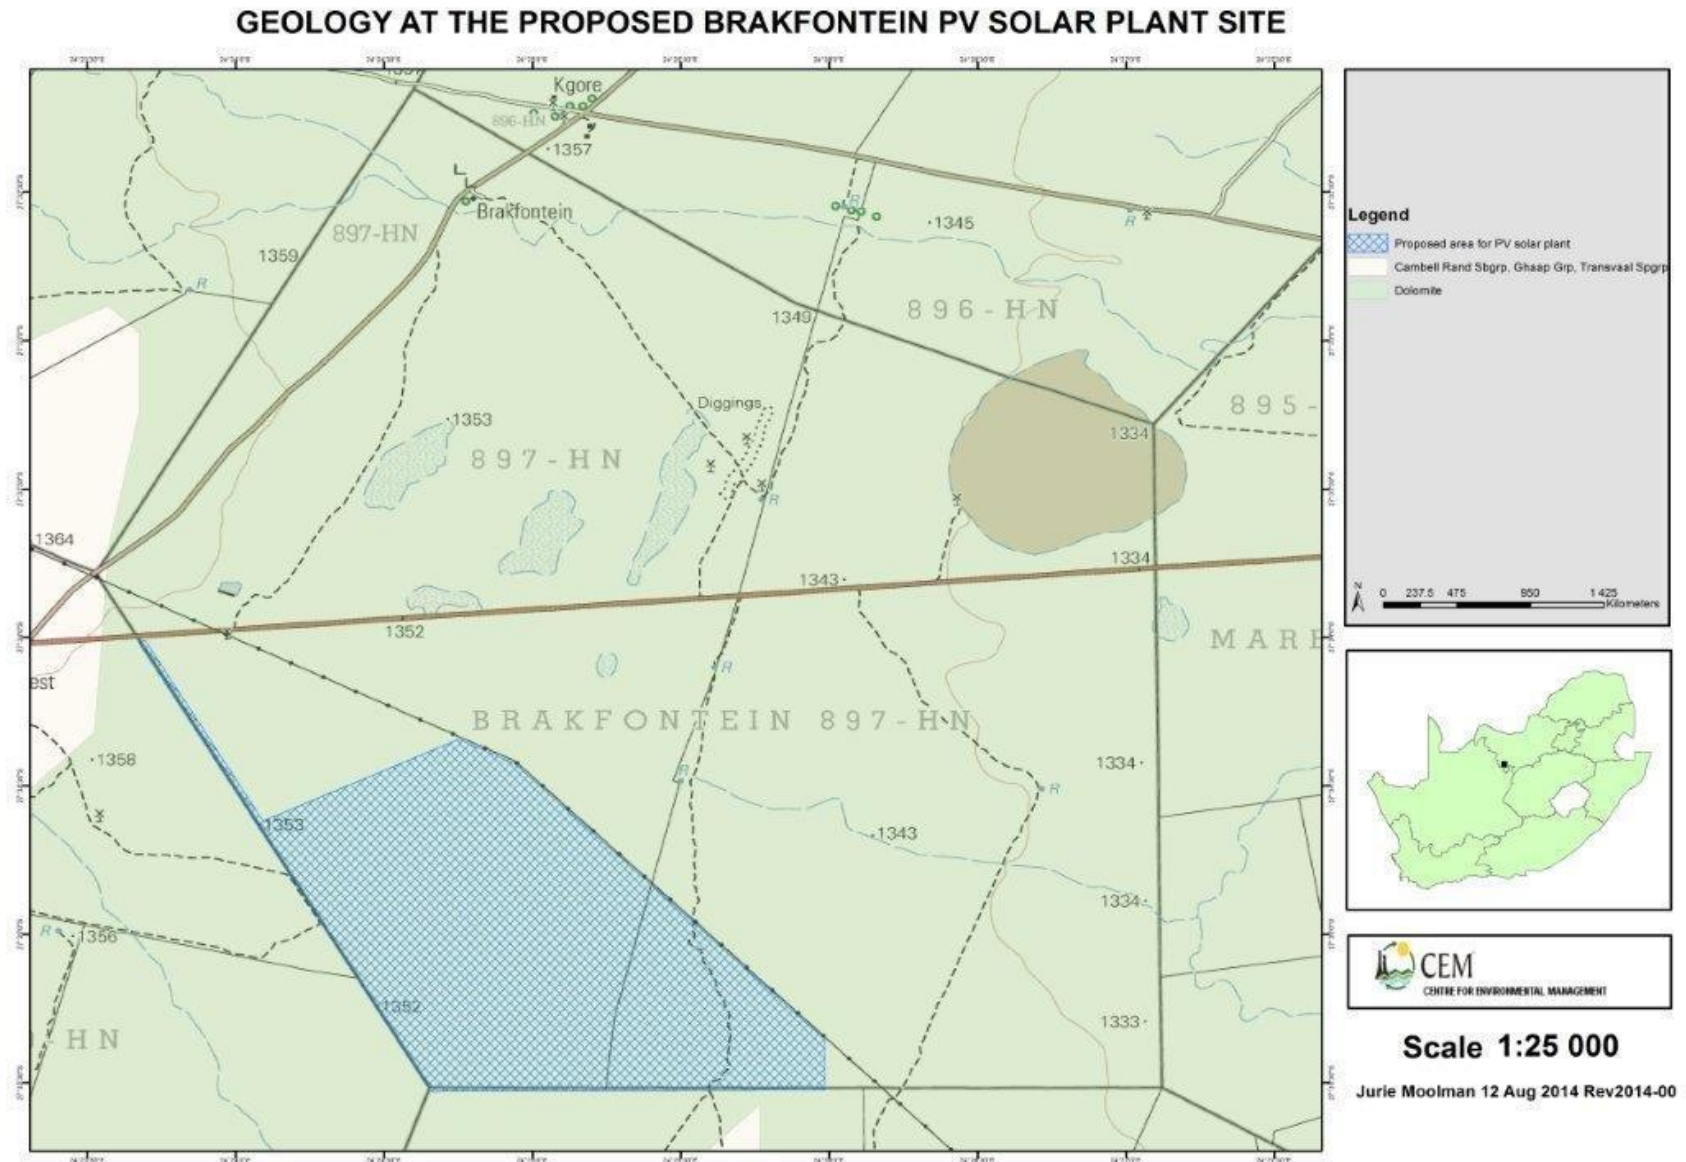 GEOLOGY AT THE PROPOSED BRAKFONTEIN PV SOLAR PLANT SITE
Kgore
896-HN
1357
Brakfontein
897-HN
1359
R
R
1345
R
896-HN
1349
895-
Diggings
1353
897-HN
1334
R
1364
1334
1343
1352
MARE
est
R
BRAKFONTEIN 897-HN
1358
1334
R
R
1353
1343
1334
R
1356
1352
1333
HN
Legend
Proposed area for PV solar plant
Cambell Rand Sbgrp, Ghaap Grp, Transvaal Spgrp
Dolomite
N
0 237.5 475 950 1 425
Kilometers
CEM
CENTRE FOR ENVIRONMENTAL MANAGEMENT
Scale 1:25 000
Jurie Moolman 12 Aug 2014 Rev2014-00